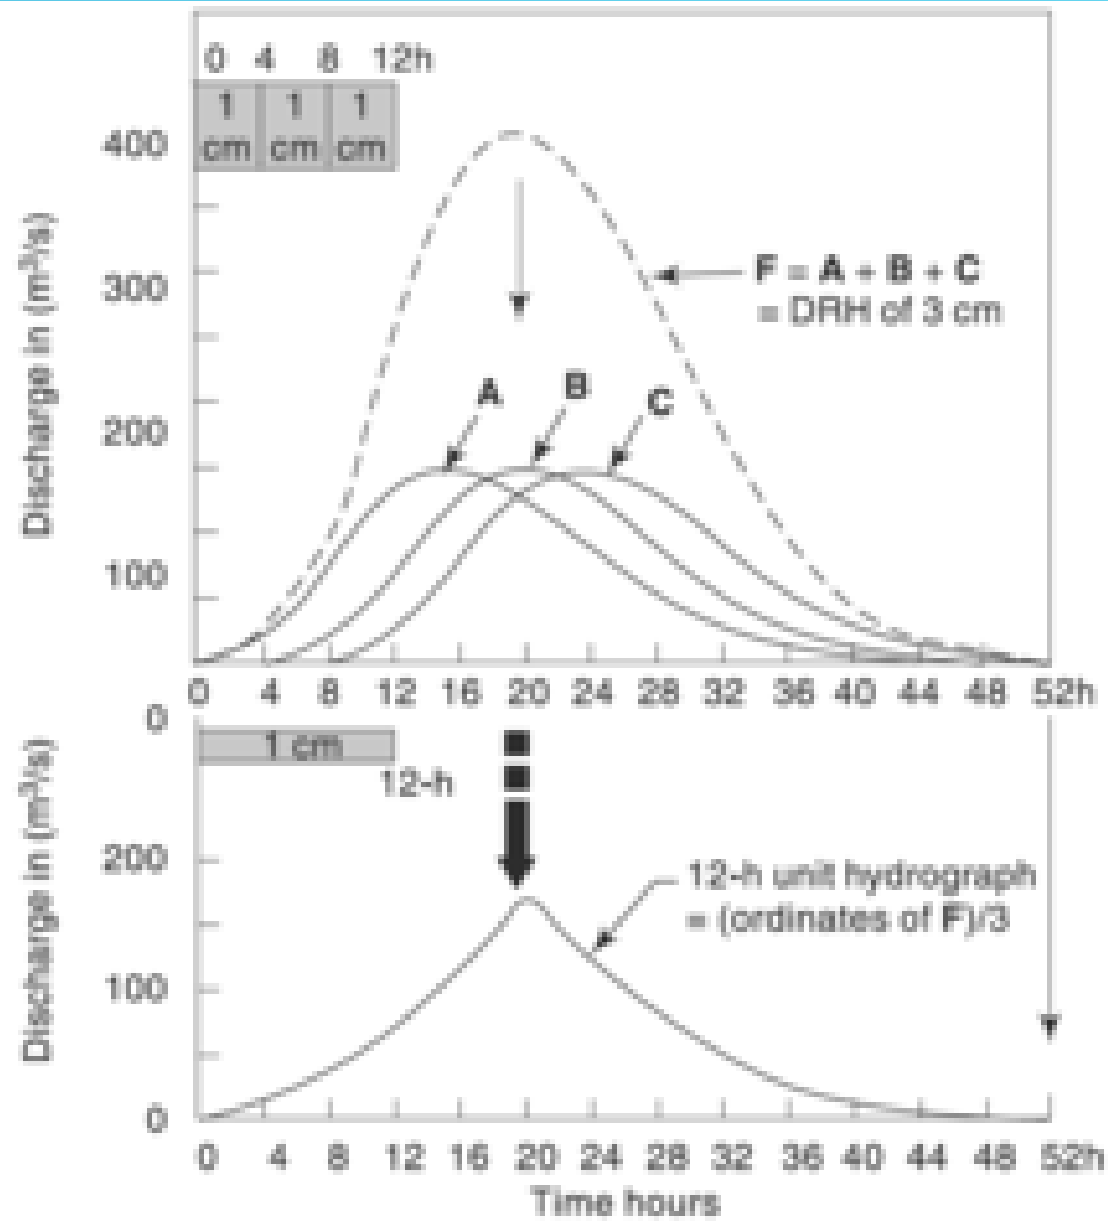 0 4 8 12h
1 1 1
cm cm cm
400
300
200
100
0
Discharge in (m³/s)
F = A + B + C
= DRH of 3 cm
A
B
C
0 4 8 12 16 20 24 28 32 36 40 44 48 52h
1 cm
12-h
200
100
0
Discharge in (m³/s)
12-h unit hydrograph
= (ordinates of F)/3
0 4 8 12 16 20 24 28 32 36 40 44 48 52h
Time hours